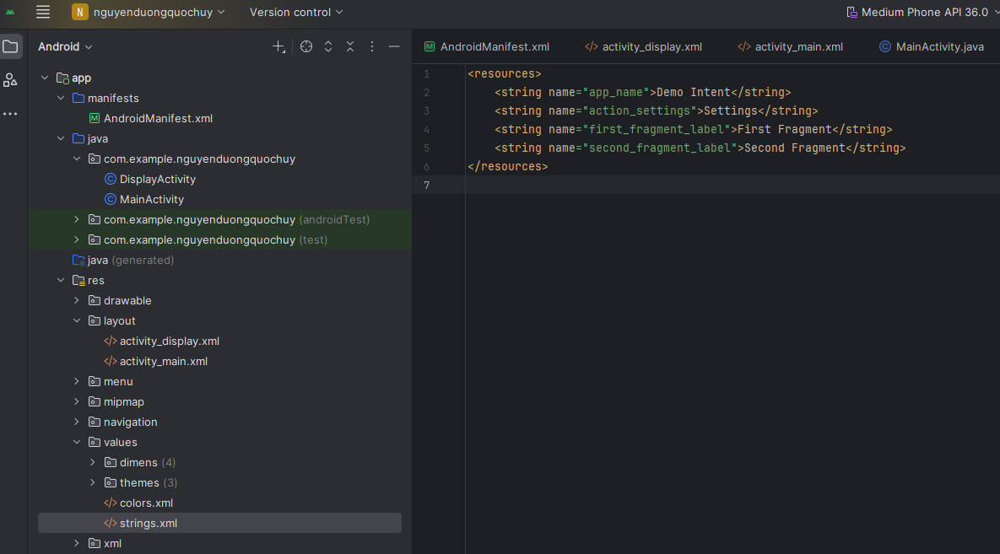 N nguyenduongquochuy Version control Medium Phone API 36.0
Android
AndroidManifest.xml activity_display.xml activity_main.xml MainActivity.java
app
manifests
AndroidManifest.xml
java
com.example.nguyenduongquochuy
DisplayActivity
MainActivity
com.example.nguyenduongquochuy (androidTest)
com.example.nguyenduongquochuy (test)
java (generated)
res
drawable
layout
activity_display.xml
activity_main.xml
menu
mipmap
navigation
values
dimens (4)
themes (3)
colors.xml
strings.xml
xml
1 <resources>
2     <string name="app_name">Demo Intent</string>
3     <string name="action_settings">Settings</string>
4     <string name="first_fragment_label">First Fragment</string>
5     <string name="second_fragment_label">Second Fragment</string>
6 </resources>
7